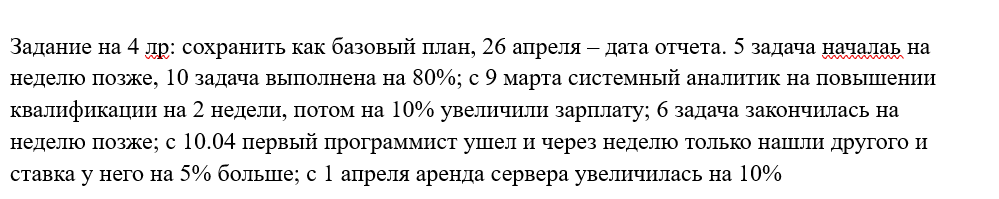 Задание на 4 лр: сохранить как базовый план, 26 апреля – дата отчета. 5 задача началаь на
неделю позже, 10 задача выполнена на 80%; с 9 марта системный аналитик на повышении
квалификации на 2 недели, потом на 10% увеличили зарплату; 6 задача закончилась на
неделю позже; с 10.04 первый программист ушел и через неделю только нашли другого и
ставка у него на 5% больше; с 1 апреля аренда сервера увеличилась на 10%